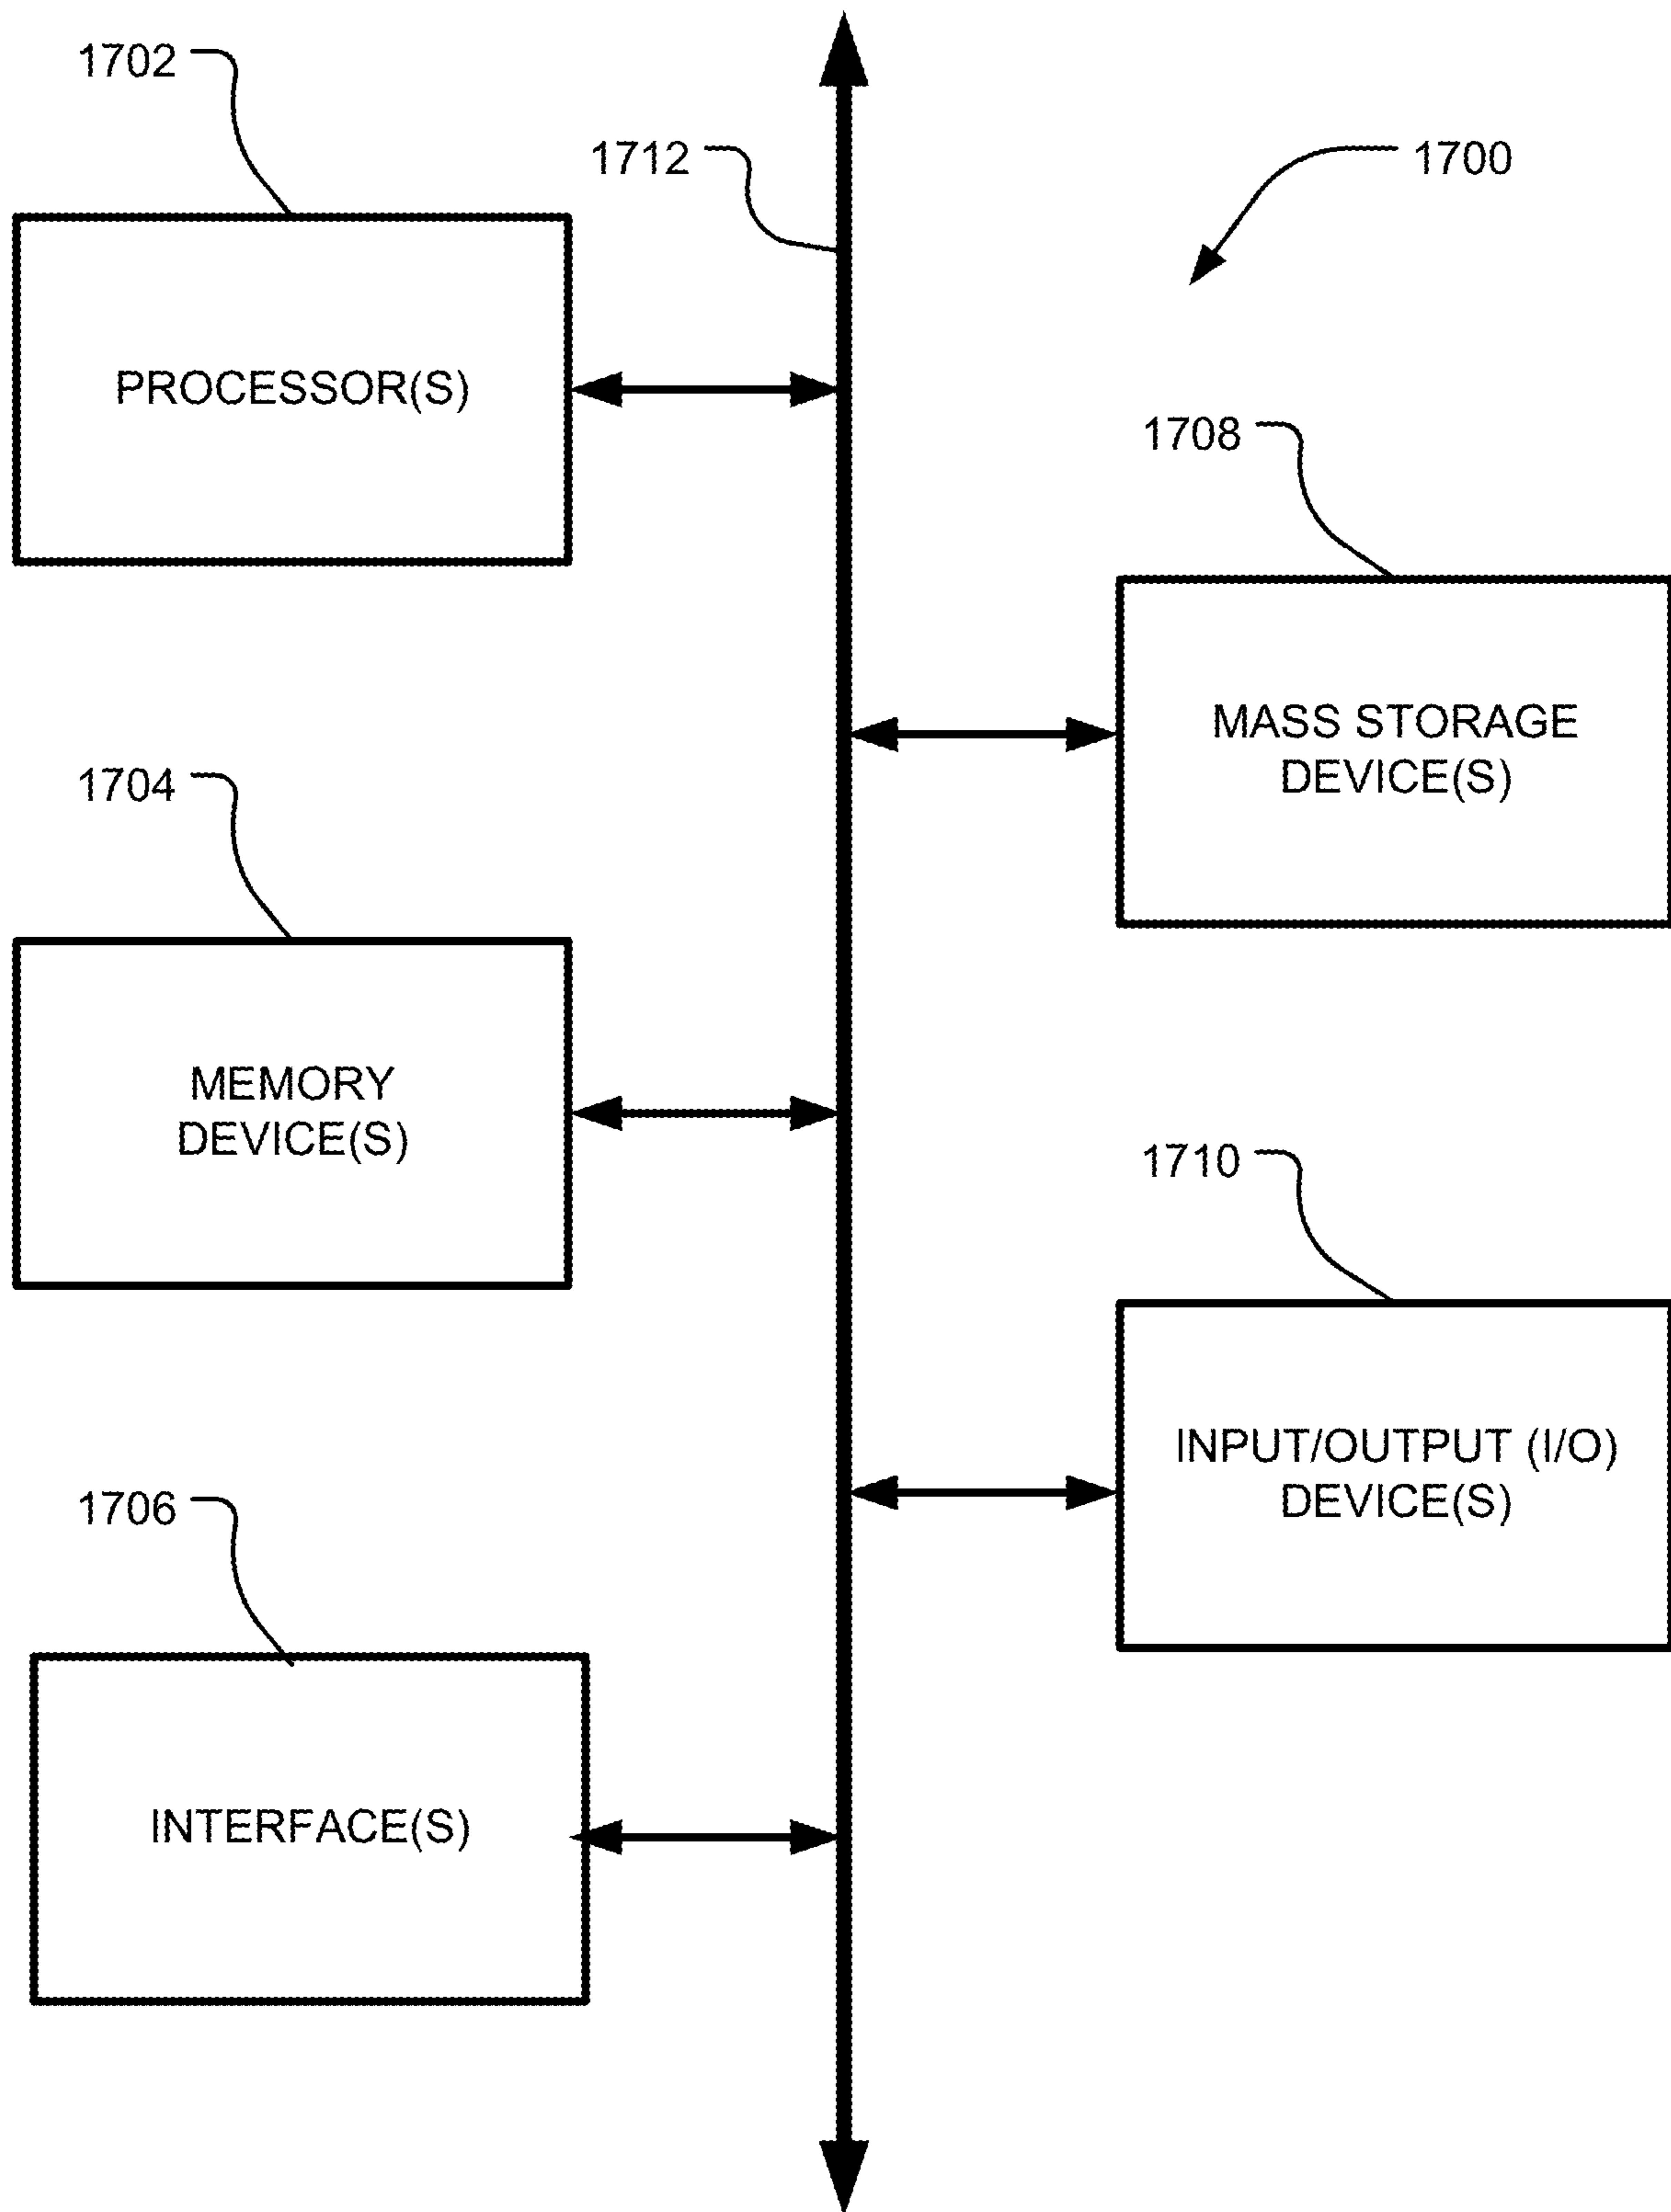 1702
1712
1700
PROCESSOR(S)
1708
MASS STORAGE
DEVICE(S)
1704
MEMORY
DEVICE(S)
1710
INPUT/OUTPUT (I/O)
DEVICE(S)
1706
INTERFACE(S)